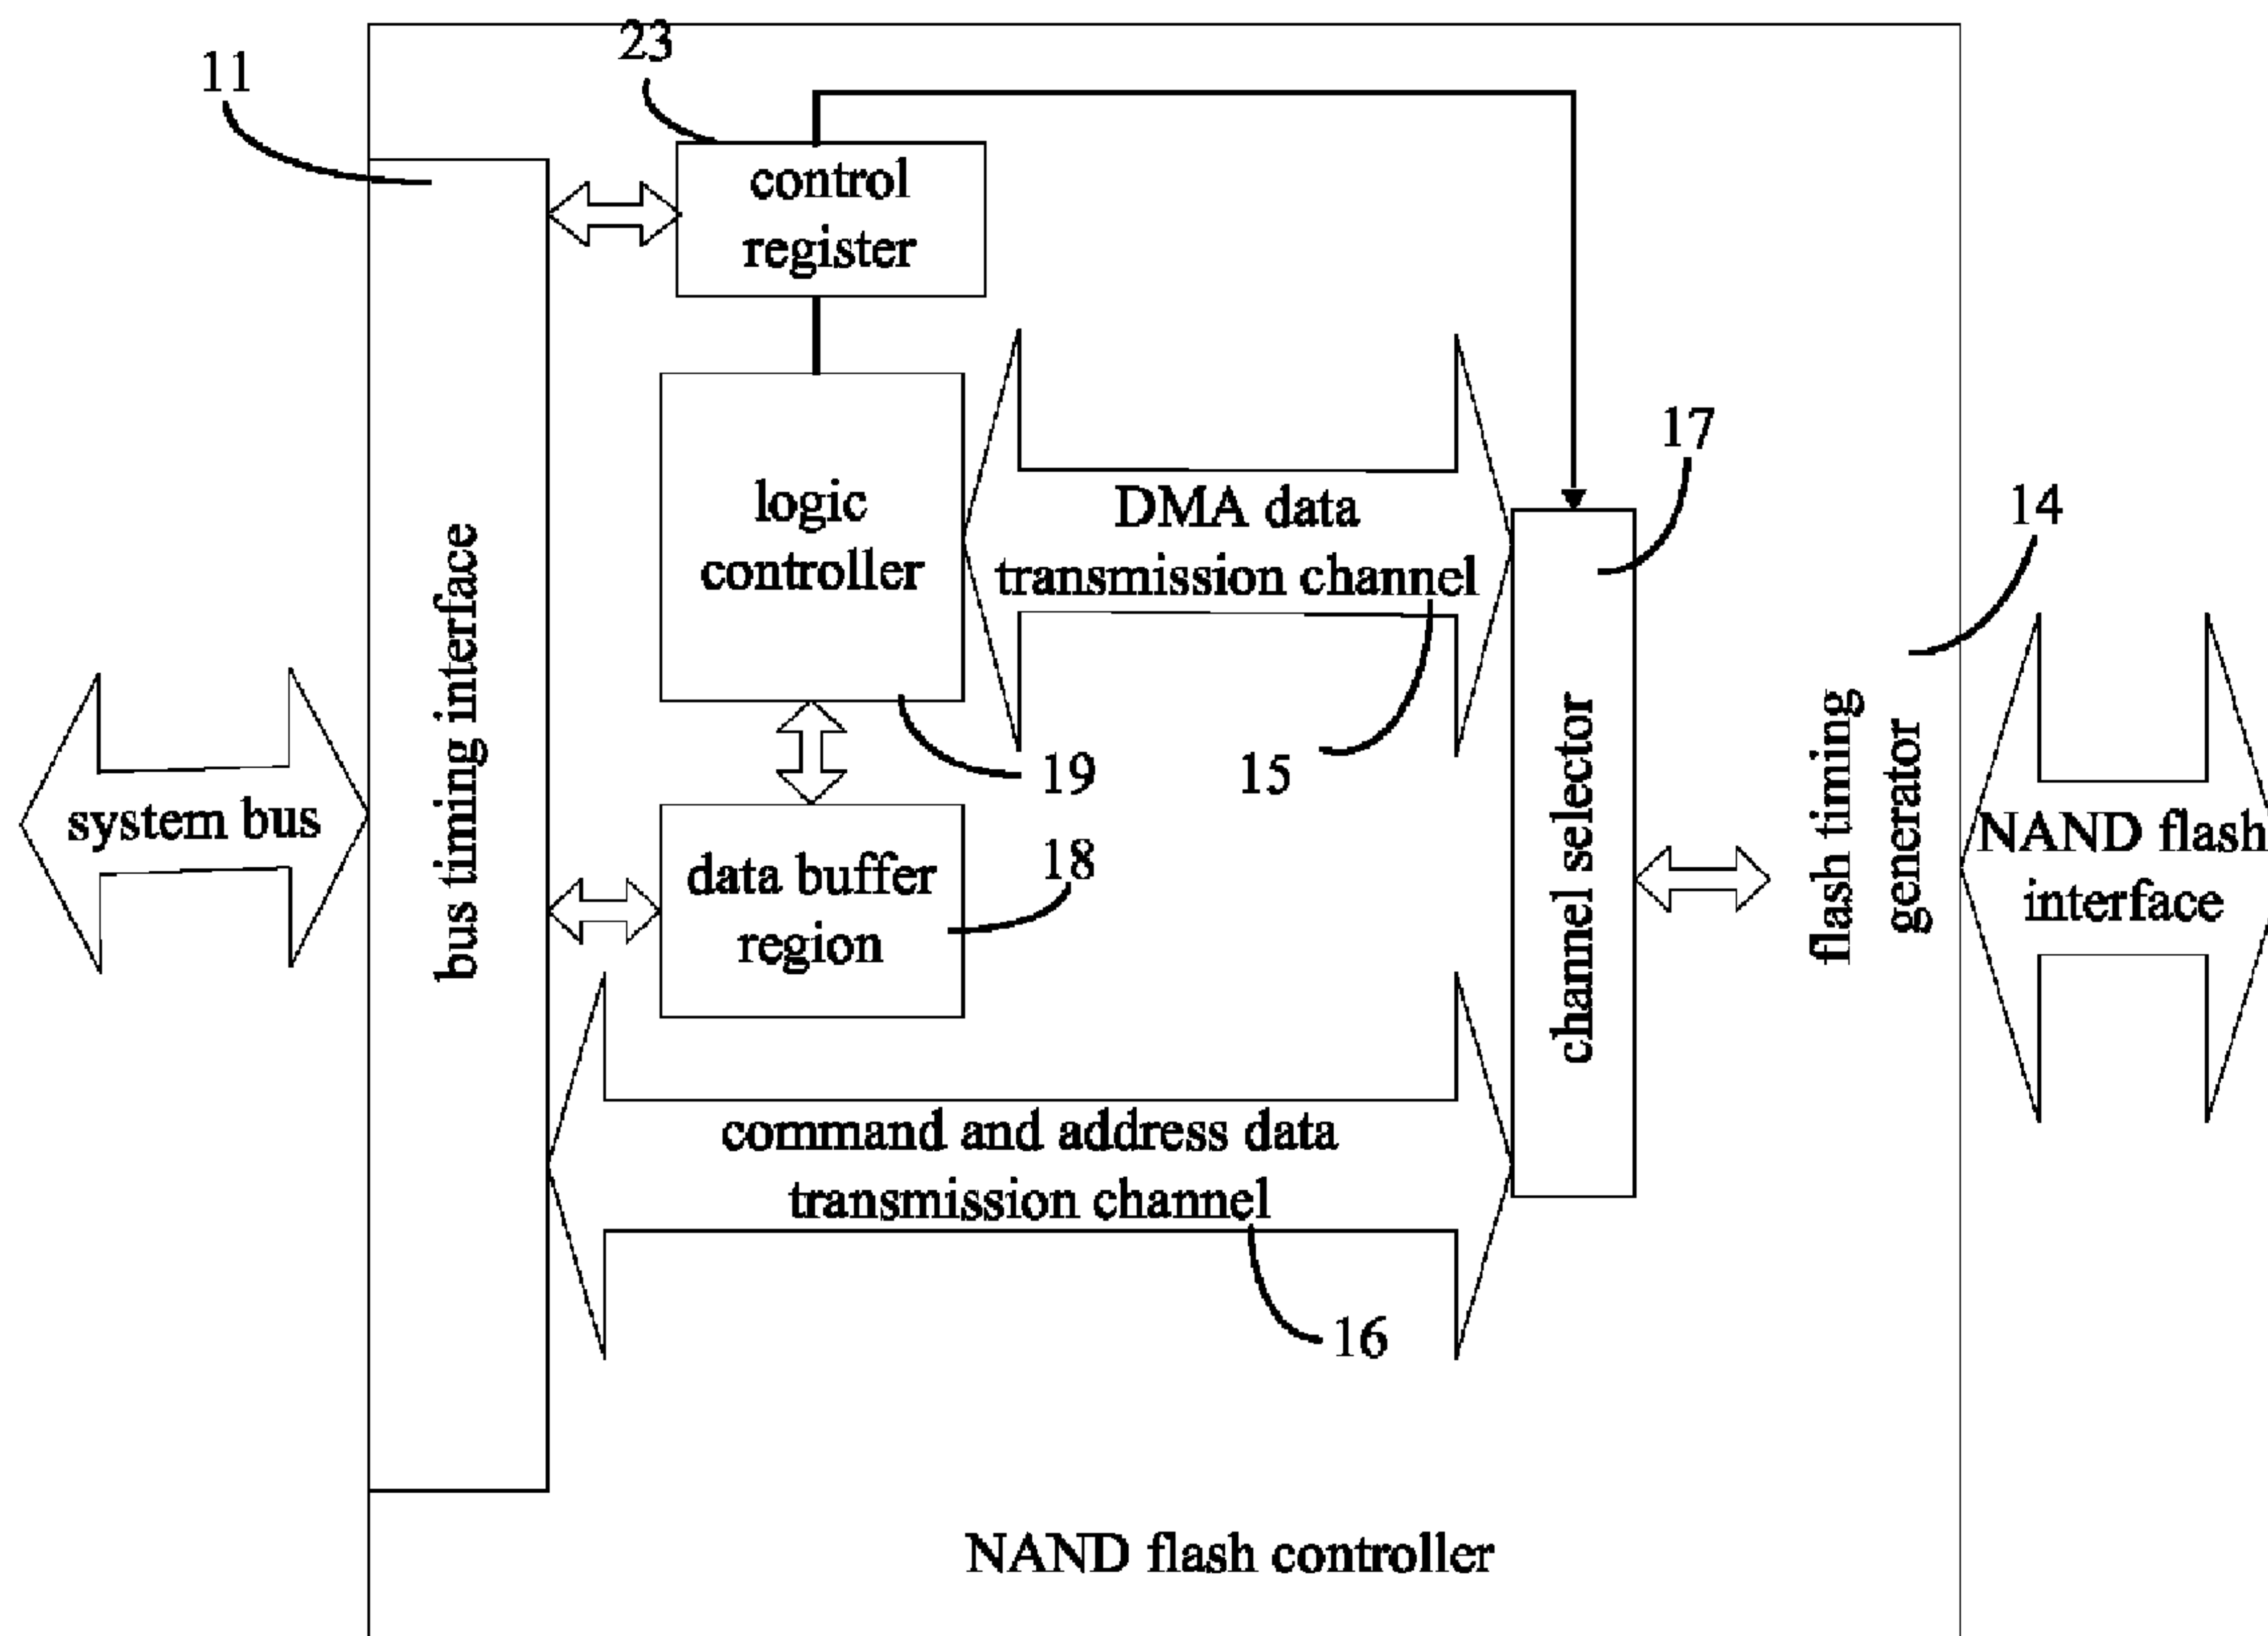 23
11
control
register
17
logic
controller
DMA data
transmission channel
14
bus timing interface
19
15
channel selector
flash timing
generator
system bus
NAND flash
interface
data buffer
region
18
command and address data
transmission channel
16
NAND flash controller